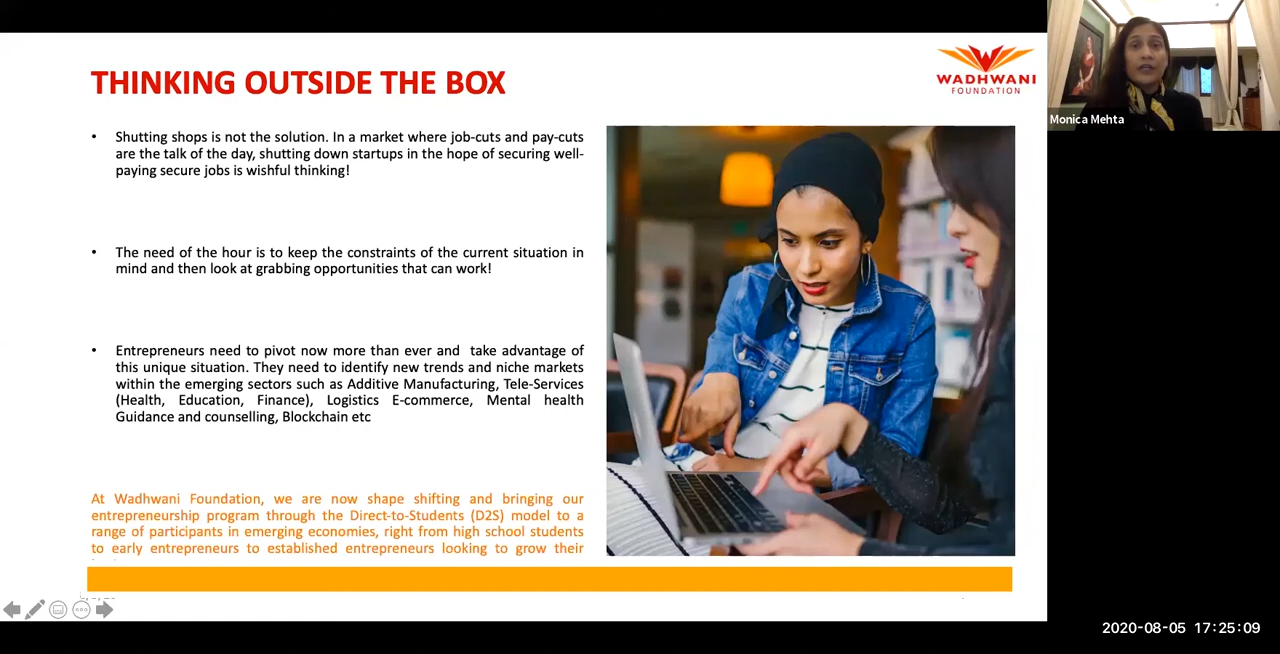 THINKING OUTSIDE THE BOX
WADHWANI
FOUNDATION
Monica Mehta
• Shutting shops is not the solution. In a market where job-cuts and pay-cuts
are the talk of the day, shutting down startups in the hope of securing well-
paying secure jobs is wishful thinking!
• The need of the hour is to keep the constraints of the current situation in
mind and then look at grabbing opportunities that can work!
• Entrepreneurs need to pivot now more than ever and take advantage of
this unique situation. They need to identify new trends and niche markets
within the emerging sectors such as Additive Manufacturing, Tele-Services
(Health, Education, Finance), Logistics E-commerce, Mental health
Guidance and counselling, Blockchain etc
At Wadhwani Foundation, we are now shape shifting and bringing our
entrepreneurship program through the Direct-to-Students (D2S) model to a
range of participants in emerging economies, right from high school students
to early entrepreneurs to established entrepreneurs looking to grow their
2020-08-05 17:25:09